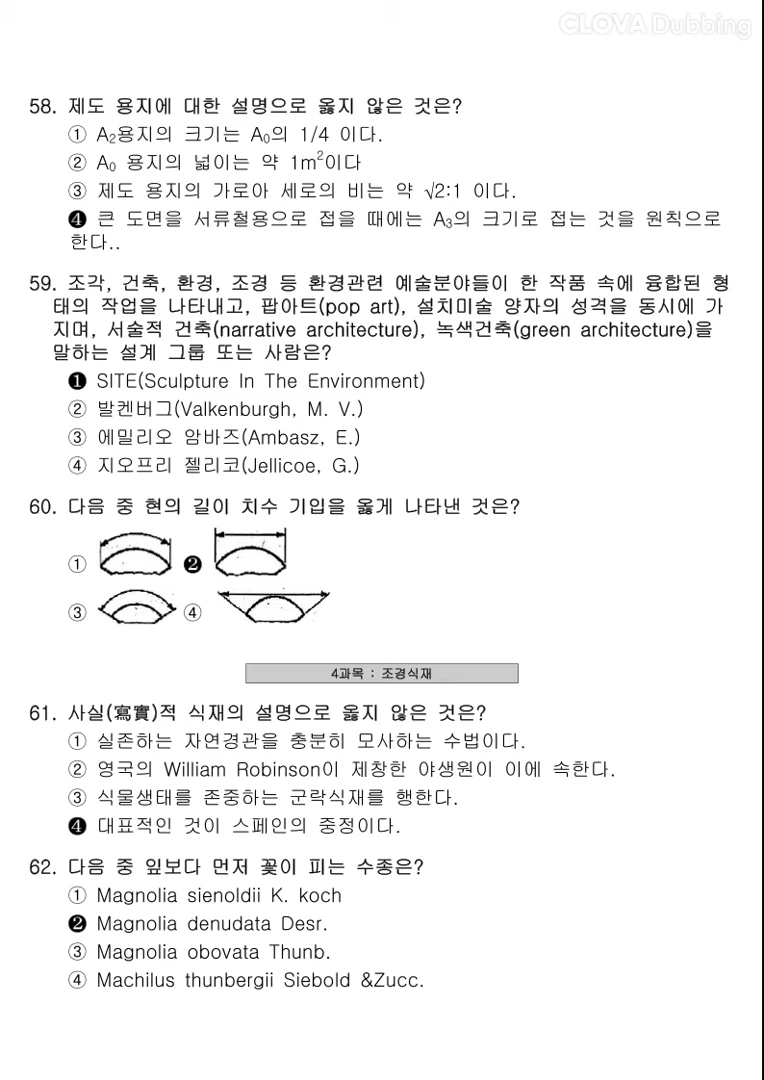 CLOVA Dubbing
58. 제도 용지에 대한 설명으로 옳지 않은 것은?
① A₂용지의 크기는 A₀의 1/4 이다.
② A₀ 용지의 넓이는 약 1m²이다
③ 제도 용지의 가로아 세로의 비는 약 √2:1 이다.
❹ 큰 도면을 서류철용으로 접을 때에는 A₃의 크기로 접는 것을 원칙으로
한다..
59. 조각, 건축, 환경, 조경 등 환경관련 예술분야들이 한 작품 속에 융합된 형
태의 작업을 나타내고, 팝아트(pop art), 설치미술 양자의 성격을 동시에 가
지며, 서술적 건축(narrative architecture), 녹색건축(green architecture)을
말하는 설계 그룹 또는 사람은?
❶ SITE(Sculpture In The Environment)
② 발켄버그(Valkenburgh, M. V.)
③ 에밀리오 암바즈(Ambasz, E.)
④ 지오프리 젤리코(Jellicoe, G.)
60. 다음 중 현의 길이 치수 기입을 옳게 나타낸 것은?
① ❷
③ ④
4과목 : 조경식재
61. 사실(寫實)적 식재의 설명으로 옳지 않은 것은?
① 실존하는 자연경관을 충분히 모사하는 수법이다.
② 영국의 William Robinson이 제창한 야생원이 이에 속한다.
③ 식물생태를 존중하는 군락식재를 행한다.
❹ 대표적인 것이 스페인의 중정이다.
62. 다음 중 잎보다 먼저 꽃이 피는 수종은?
① Magnolia sienoldii K. koch
❷ Magnolia denudata Desr.
③ Magnolia obovata Thunb.
④ Machilus thunbergii Siebold &Zucc.